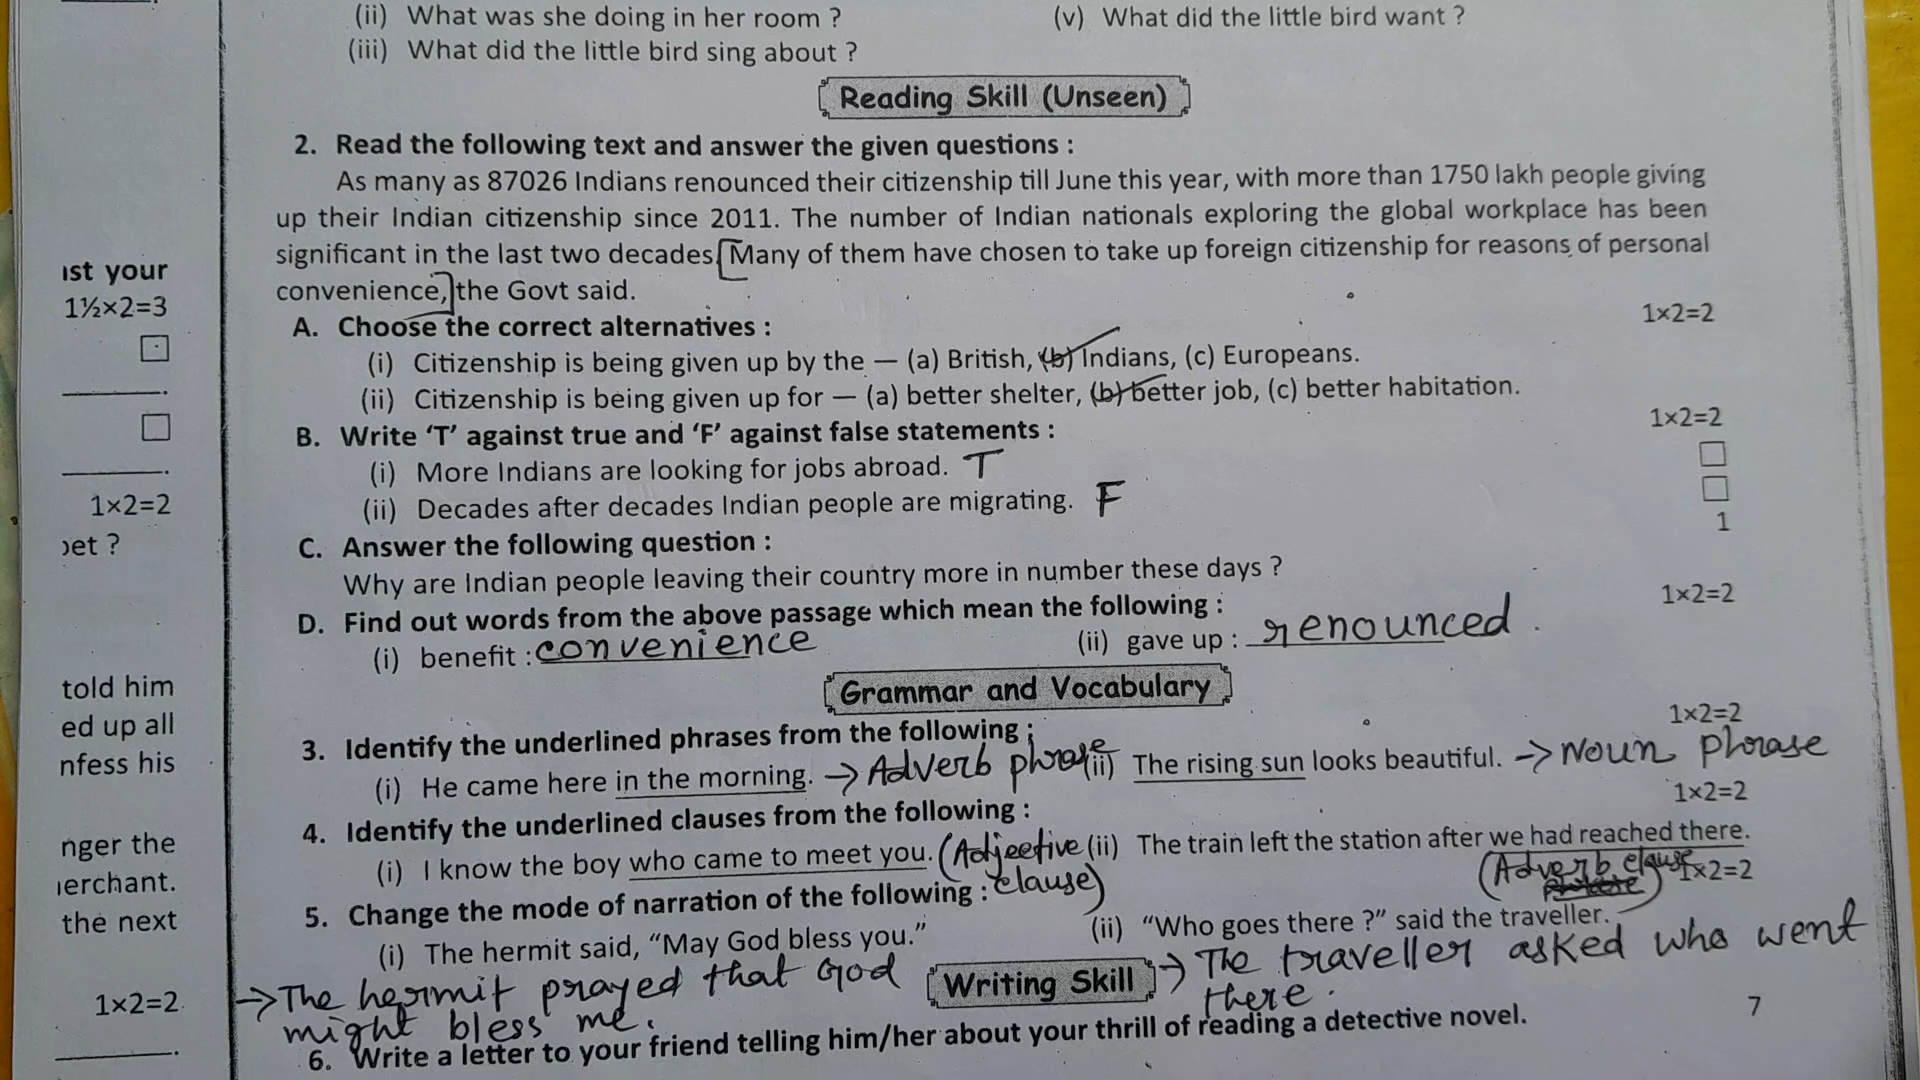 (ii) What was she doing in her room ? (v) What did the little bird want ?
(iii) What did the little bird sing about ?
Reading Skill (Unseen)
2. Read the following text and answer the given questions :
As many as 87026 Indians renounced their citizenship till June this year, with more than 1750 lakh people giving
up their Indian citizenship since 2011. The number of Indian nationals exploring the global workplace has been
significant in the last two decades. Many of them have chosen to take up foreign citizenship for reasons of personal
convenience, the Govt said.
A. Choose the correct alternatives : 1×2=2
(i) Citizenship is being given up by the — (a) British, (b) Indians, (c) Europeans.
(ii) Citizenship is being given up for — (a) better shelter, (b) better job, (c) better habitation.
B. Write ‘T’ against true and ‘F’ against false statements : 1×2=2
(i) More Indians are looking for jobs abroad. T
(ii) Decades after decades Indian people are migrating. F
C. Answer the following question : 1
Why are Indian people leaving their country more in number these days ?
D. Find out words from the above passage which mean the following : 1×2=2
(i) benefit : convenience (ii) gave up : renounced
Grammar and Vocabulary
3. Identify the underlined phrases from the following : 1×2=2
(i) He came here in the morning. → Adverb phrase (ii) The rising sun looks beautiful. → Noun phrase
4. Identify the underlined clauses from the following : 1×2=2
(i) I know the boy who came to meet you. (Adjective clause) (ii) The train left the station after we had reached there.
(Adverb clause)
5. Change the mode of narration of the following : 1×2=2
(i) The hermit said, “May God bless you.” (ii) “Who goes there ?” said the traveller.
→ The hermit prayed that God might bless me.
→ The traveller asked who went there.
Writing Skill
6. Write a letter to your friend telling him/her about your thrill of reading a detective novel.
7
ıst your
1½×2=3
1×2=2
et ?
told him
ed up all
nfess his
nger the
erchant.
the next
1×2=2